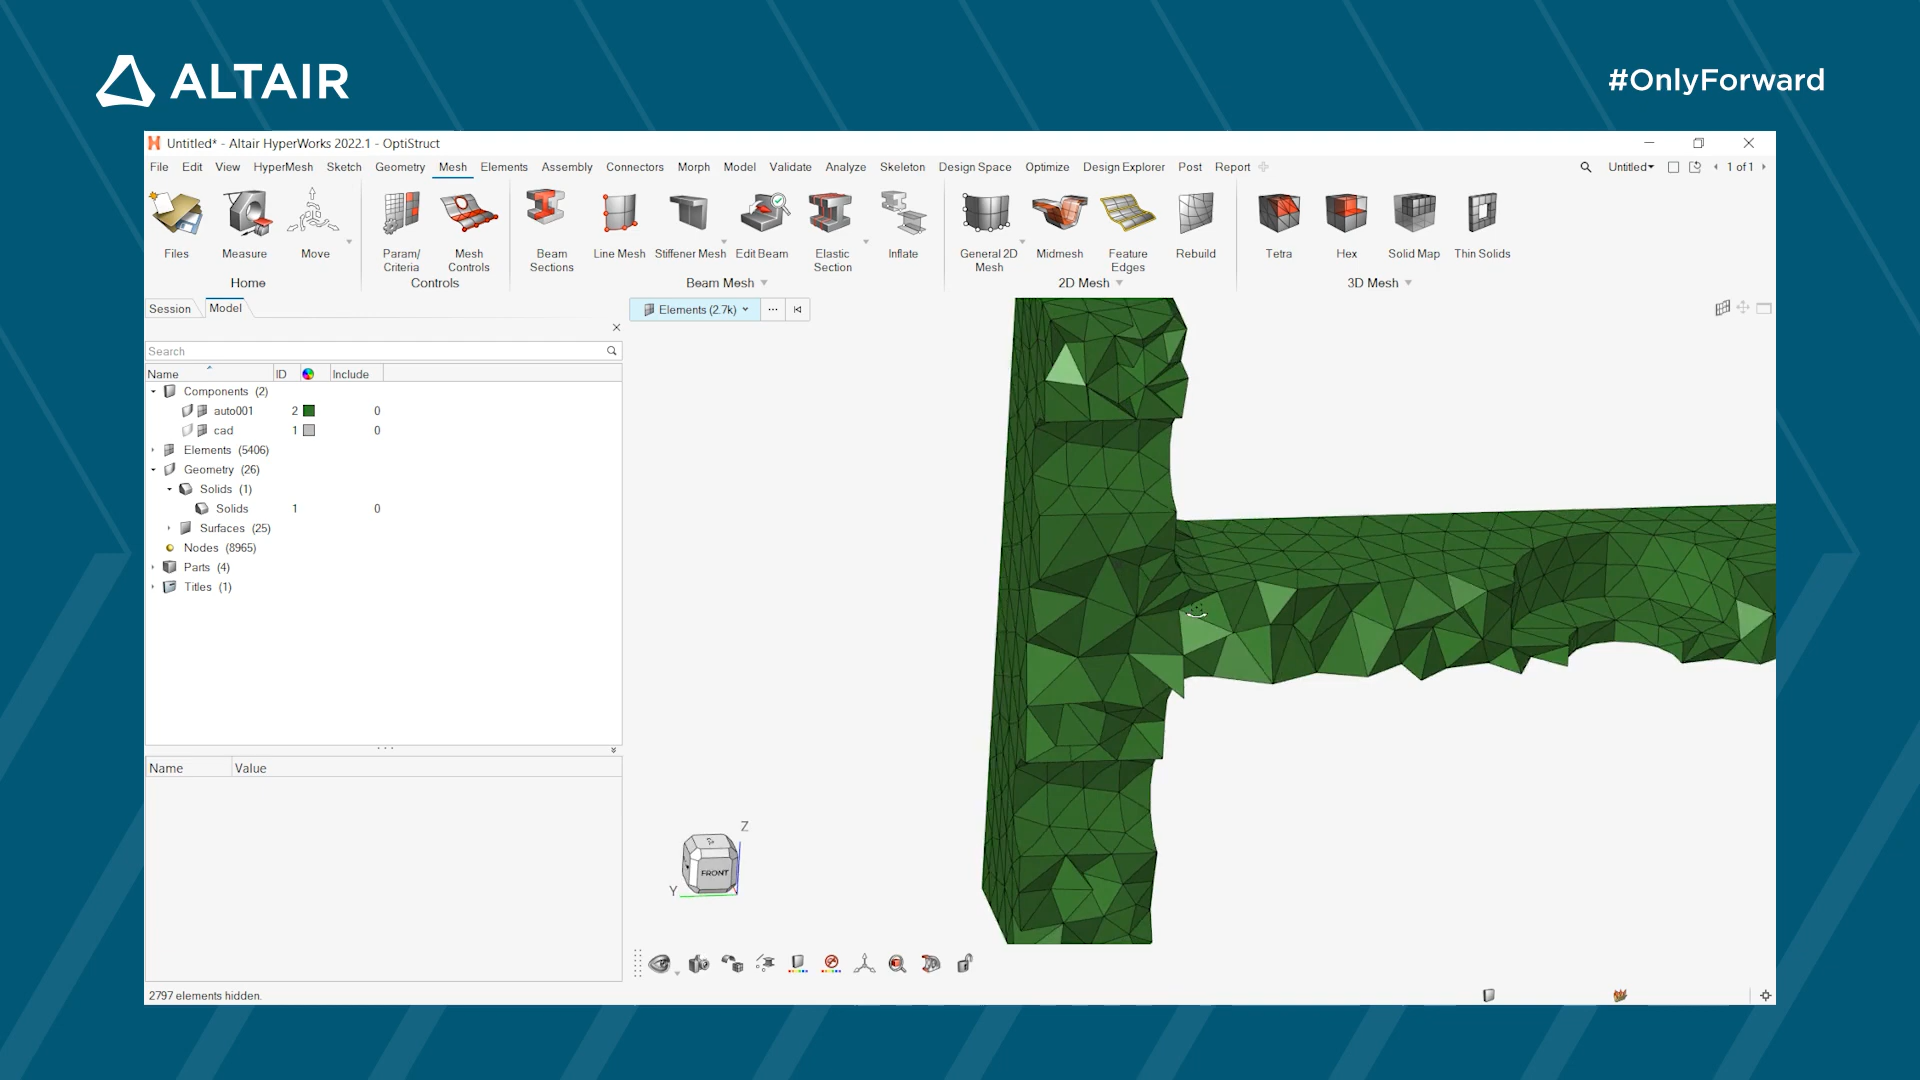 ALTAIR
#OnlyForward
Untitled* - Altair HyperWorks 2022.1 - OptiStruct
File Edit View HyperMesh Sketch Geometry Mesh Elements Assembly Connectors Morph Model Validate Analyze Skeleton Design Space Optimize Design Explorer Post Report Untitled 1 of 1
Files Measure Move Param/ Criteria Mesh Controls Beam Sections Line Mesh Stiffener Mesh Edit Beam Elastic Section Inflate General 2D Mesh Midmesh Feature Edges Rebuild Tetra Hex Solid Map Thin Solids
Home Controls Beam Mesh 2D Mesh 3D Mesh
Session Model
Elements (2.7k) ...
Search
Name ID Include
Components (2)
auto001 2 0
cad 1 0
Elements (5406)
Geometry (26)
Solids (1)
Solids 1 0
Surfaces (25)
Nodes (8965)
Parts (4)
Titles (1)
Name Value
Z
FRONT
Y
2797 elements hidden.